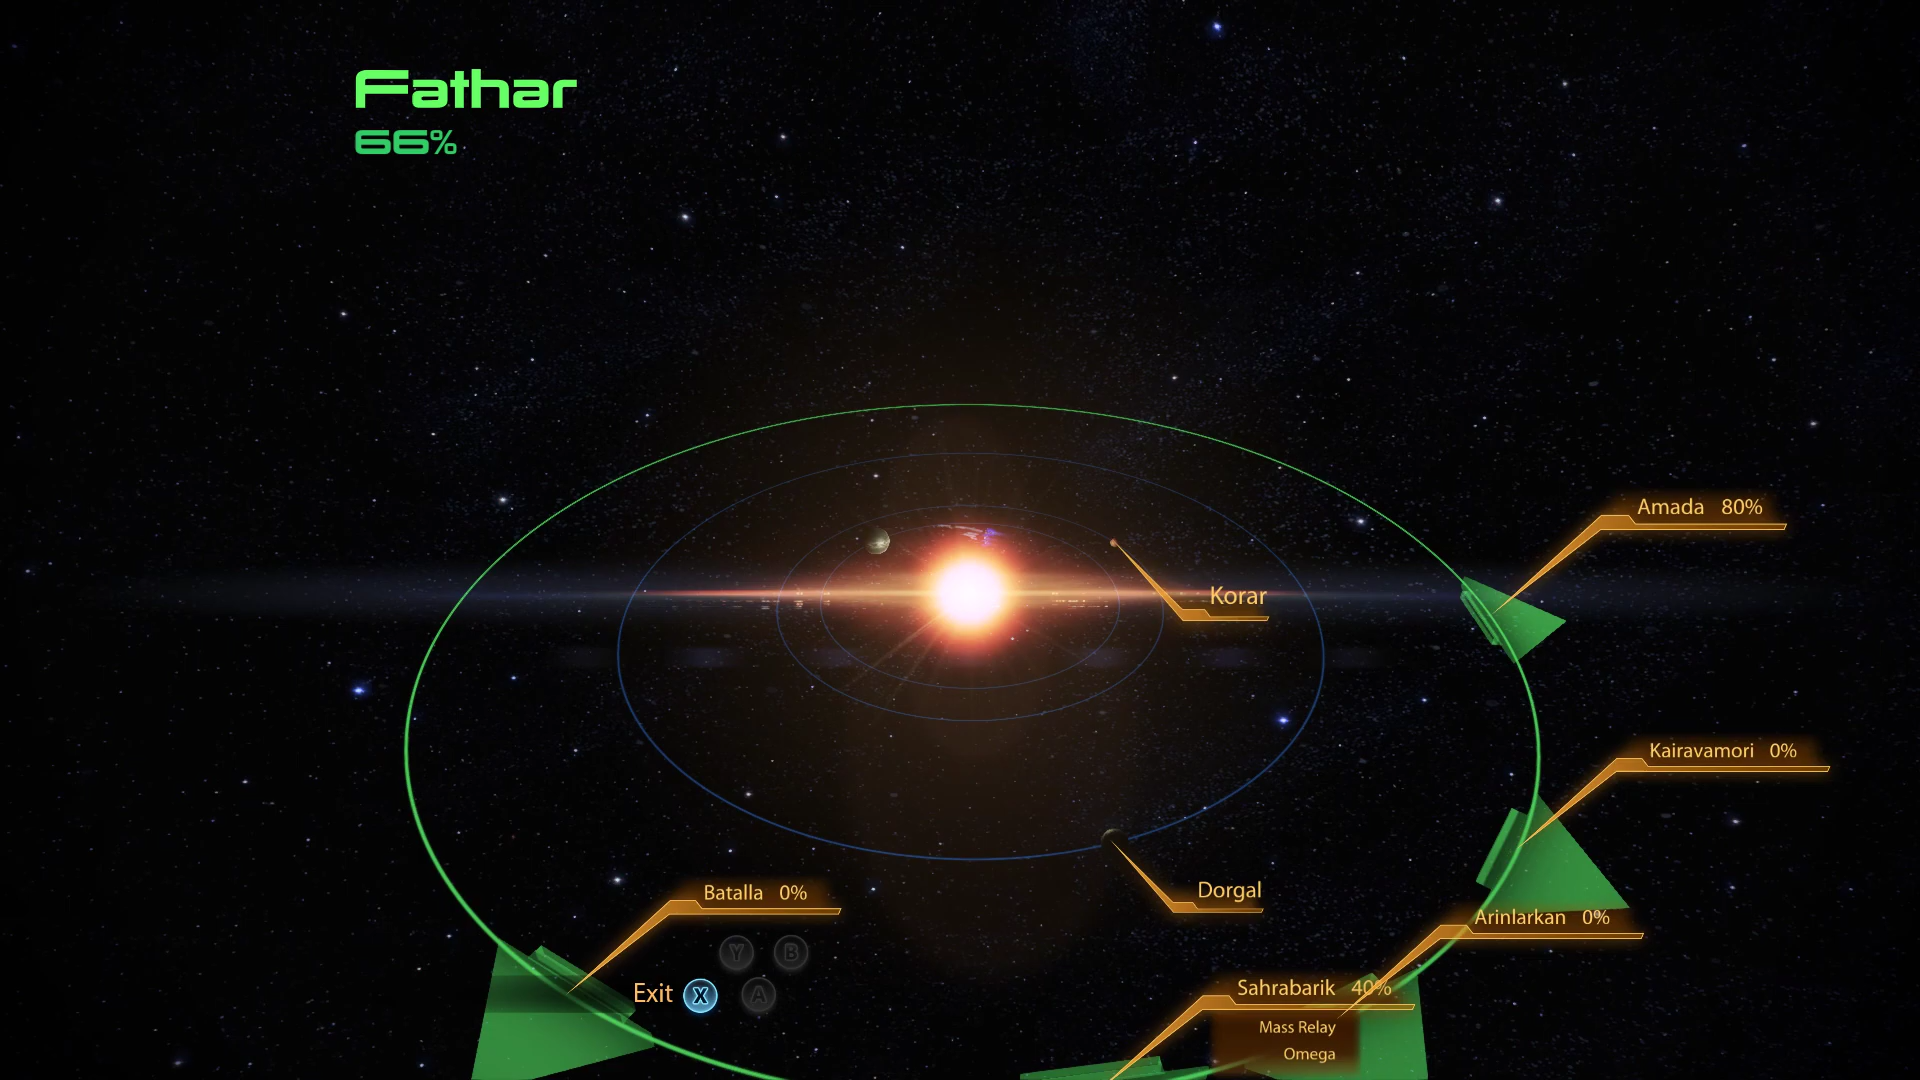 Fathar
66%
Amada 80%
Korar
Kairavamori 0%
Batalla 0%
Dorgal
Arinlarkan 0%
Y B
Exit X A
Sahrabarik 40%
Mass Relay
Omega